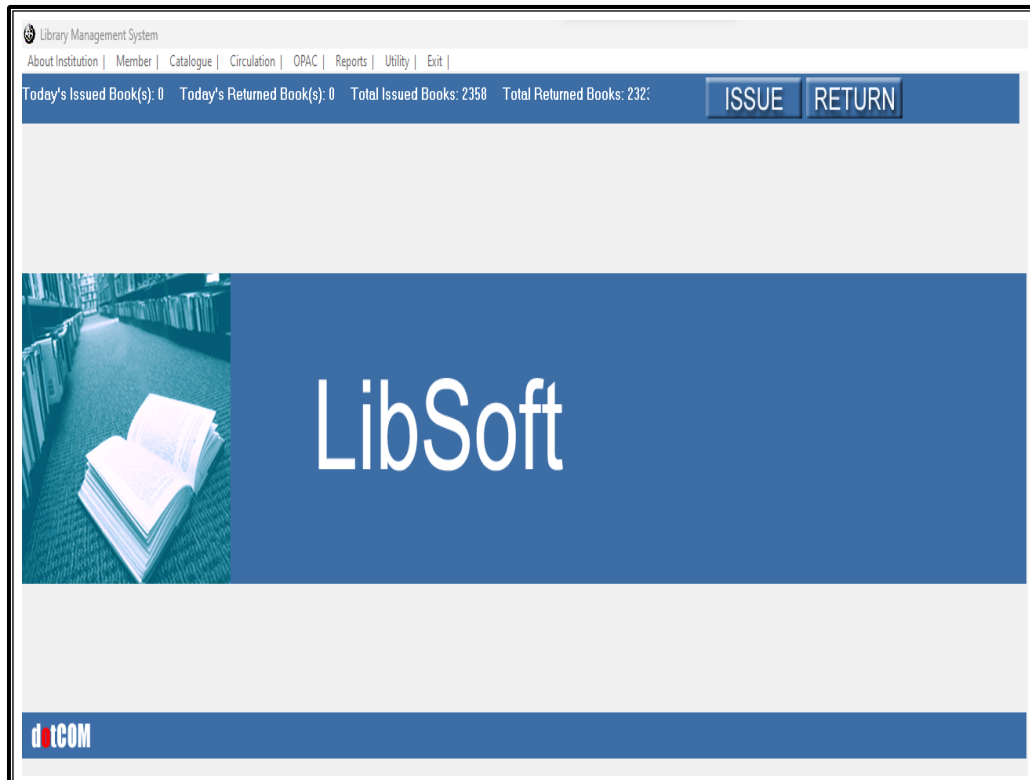 Library Management System
About Institution | Member | Catalogue | Circulation | OPAC | Reports | Utility | Exit |
Today's Issued Book(s): 0 Today's Returned Book(s): 0 Total Issued Books: 2358 Total Returned Books: ISSUE RETURN
LibSoft
dotCOM